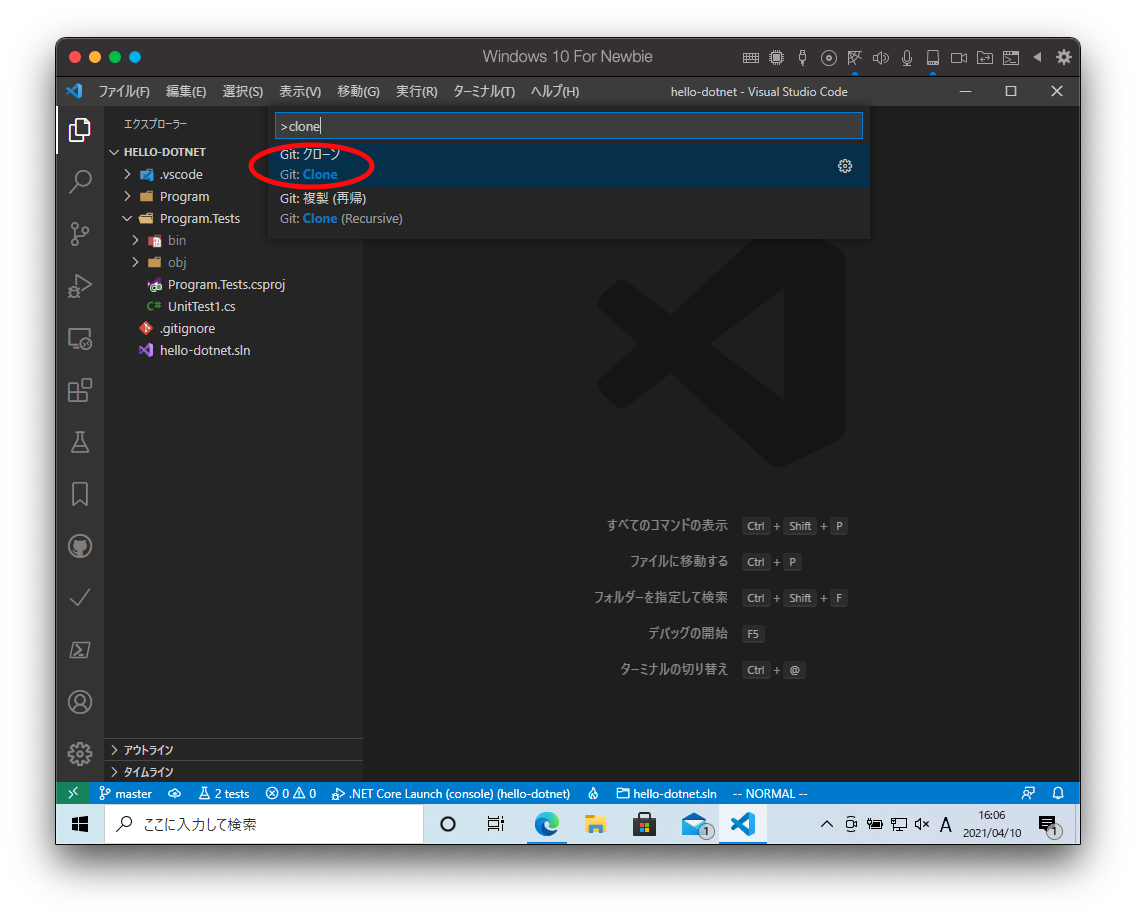 Windows 10 For Newbie
ファイル(F) 編集(E) 選択(S) 表示(V) 移動(G) 実行(R) ターミナル(T) ヘルプ(H) hello-dotnet - Visual Studio Code
エクスプローラー
>clone
Git: クローン
Git: Clone
Git: 複製 (再帰)
Git: Clone (Recursive)
HELLO-DOTNET
.vscode
Program
Program.Tests
bin
obj
Program.Tests.csproj
C# UnitTest1.cs
.gitignore
hello-dotnet.sln
すべてのコマンドの表示 Ctrl + Shift + P
ファイルに移動する Ctrl + P
フォルダーを指定して検索 Ctrl + Shift + F
デバッグの開始 F5
ターミナルの切り替え Ctrl + @
アウトライン
タイムライン
master 2 tests 0 0 .NET Core Launch (console) (hello-dotnet) hello-dotnet.sln -- NORMAL --
ここに入力して検索 1 A 16:06 1
2021/04/10